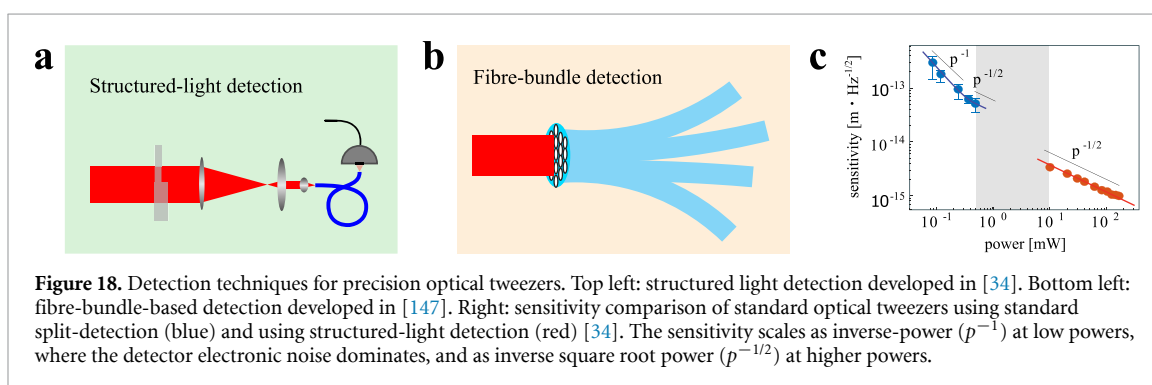 a
Structured-light detection
b
Fibre-bundle detection
c
sensitivity [m · Hz^-1/2]
10^-13
10^-14
10^-15
p^-1
p^-1/2
p^-1/2
10^-1
10^0
10^1
10^2
power [mW]
Figure 18. Detection techniques for precision optical tweezers. Top left: structured light detection developed in [34]. Bottom left:
fibre-bundle-based detection developed in [147]. Right: sensitivity comparison of standard optical tweezers using standard
split-detection (blue) and using structured-light detection (red) [34]. The sensitivity scales as inverse-power (p^−1) at low powers,
where the detector electronic noise dominates, and as inverse square root power (p^−1/2) at higher powers.